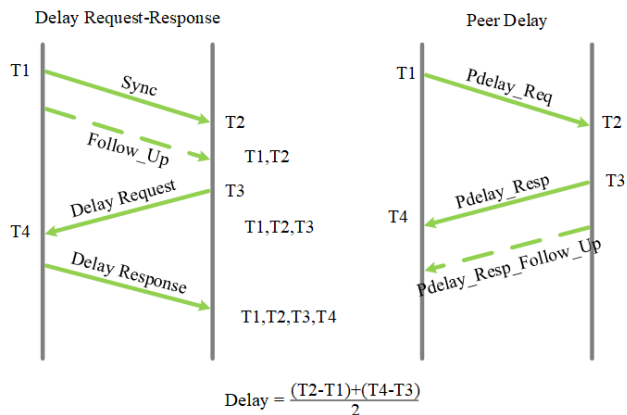 Delay Request-Response
T1
Sync
T2
Follow_Up
T1,T2
T3
Delay Request
T1,T2,T3
T4
Delay Response
T1,T2,T3,T4
Peer Delay
T1
Pdelay_Req
T2
Pdelay_Resp
T3
T4
Pdelay_Resp_Follow_Up
Delay = (T2-T1)+(T4-T3)
2